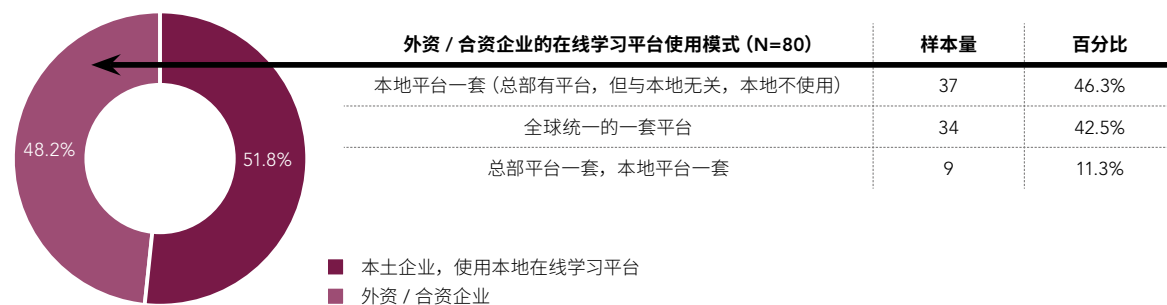 外资 / 合资企业的在线学习平台使用模式（N=80） 样本量 百分比
本地平台一套（总部有平台，但与本地无关，本地不使用） 37 46.3%
全球统一的一套平台 34 42.5%
总部平台一套，本地平台一套 9 11.3%
48.2%
51.8%
本土企业，使用本地在线学习平台
外资 / 合资企业